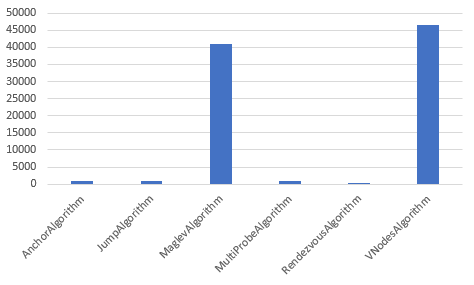 50000
45000
40000
35000
30000
25000
20000
15000
10000
5000
0
AnchorAlgorithm
JumpAlgorithm
MaglevAlgorithm
MultiProbeAlgorithm
RendezvousAlgorithm
VNodesAlgorithm